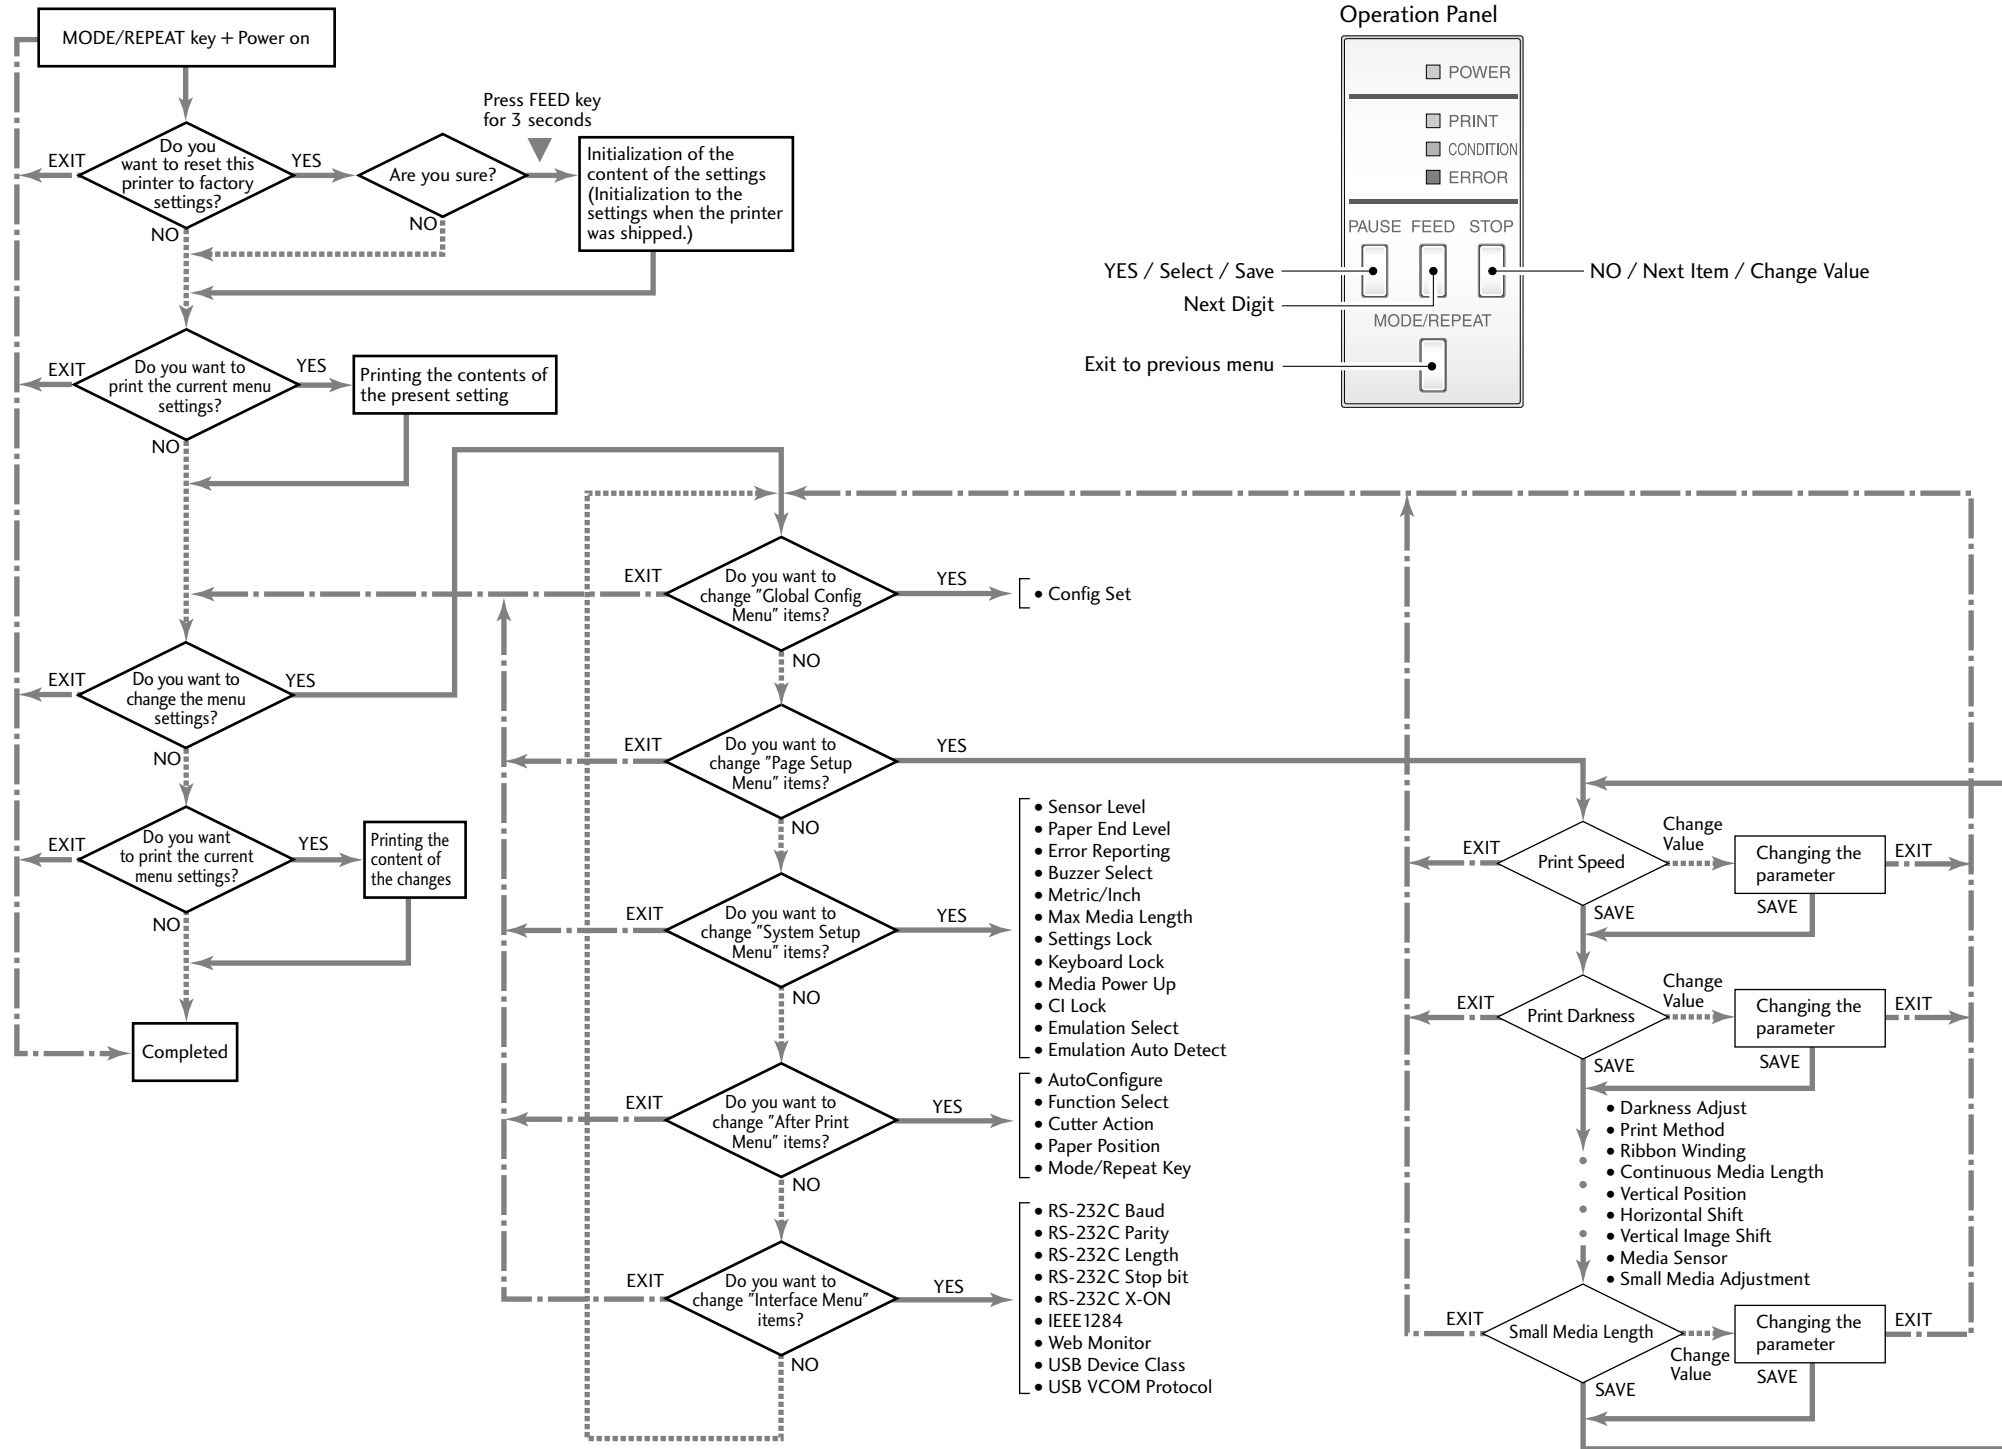 Operation Panel
MODE/REPEAT key + Power on
POWER
PRINT
CONDITION
ERROR
PAUSE FEED STOP
MODE/REPEAT
YES / Select / Save
Next Digit
NO / Next Item / Change Value
Exit to previous menu
Press FEED key
for 3 seconds
EXIT
Do you
want to reset this
printer to factory
settings?
YES
NO
Are you sure?
NO
Initialization of the
content of the settings
(Initialization to the
settings when the printer
was shipped.)
EXIT
Do you want to
print the current menu
settings?
YES
NO
Printing the contents of
the present setting
EXIT
Do you want to
change the menu
settings?
YES
NO
EXIT
Do you want
to print the current
menu settings?
YES
NO
Printing the
content of
the changes
Completed
EXIT
Do you want to
change "Global Config
Menu" items?
YES
NO
• Config Set
EXIT
Do you want to
change "Page Setup
Menu" items?
YES
NO
EXIT
Do you want to
change "System Setup
Menu" items?
YES
NO
• Sensor Level
• Paper End Level
• Error Reporting
• Buzzer Select
• Metric/Inch
• Max Media Length
• Settings Lock
• Keyboard Lock
• Media Power Up
• CI Lock
• Emulation Select
• Emulation Auto Detect
EXIT
Do you want to
change "After Print
Menu" items?
YES
NO
• AutoConfigure
• Function Select
• Cutter Action
• Paper Position
• Mode/Repeat Key
EXIT
Do you want to
change "Interface Menu"
items?
YES
NO
• RS-232C Baud
• RS-232C Parity
• RS-232C Length
• RS-232C Stop bit
• RS-232C X-ON
• IEEE1284
• Web Monitor
• USB Device Class
• USB VCOM Protocol
EXIT
Print Speed
Change
Value
Changing the
parameter
EXIT
SAVE
SAVE
EXIT
Print Darkness
Change
Value
Changing the
parameter
EXIT
SAVE
SAVE
• Darkness Adjust
• Print Method
• Ribbon Winding
• Continuous Media Length
• Vertical Position
• Horizontal Shift
• Vertical Image Shift
• Media Sensor
• Small Media Adjustment
EXIT
Small Media Length
Change
Value
Changing the
parameter
EXIT
SAVE
SAVE